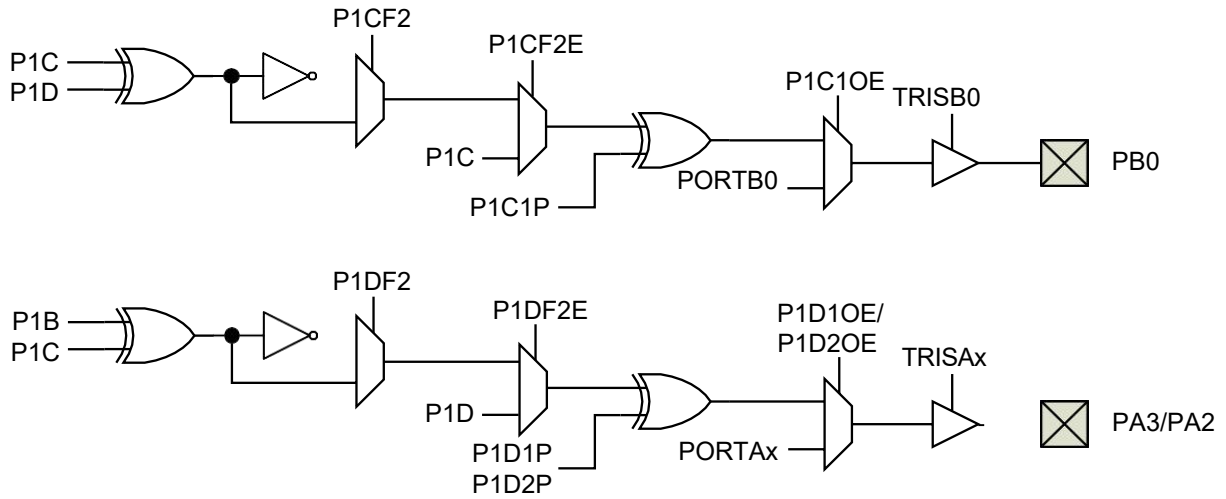 P1CF2
P1CF2E
P1C
P1D
P1C1OE
TRISB0
P1C
PORTB0
PB0
P1C1P
P1DF2
P1DF2E
P1D1OE/
P1D2OE
P1B
P1C
TRISAx
P1D
PA3/PA2
P1D1P
P1D2P
PORTAx